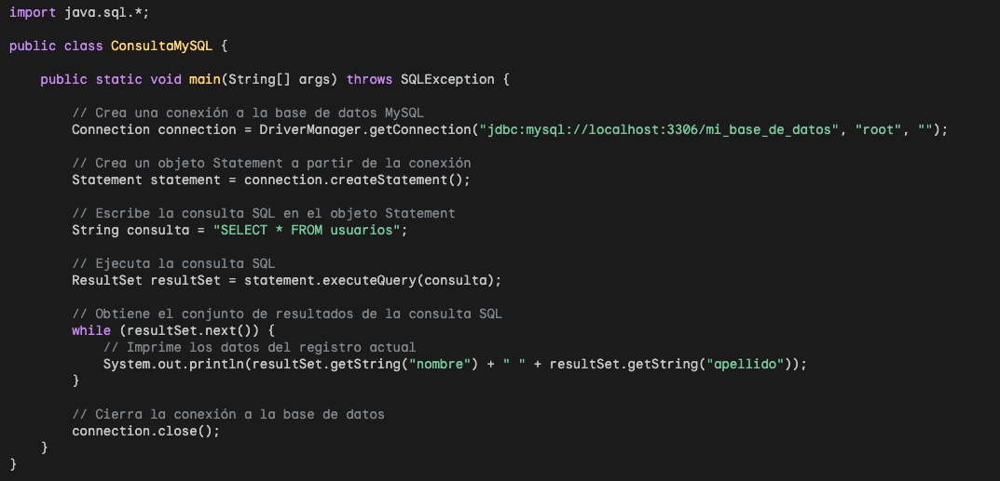 import java.sql.*;

public class ConsultaMySQL {

    public static void main(String[] args) throws SQLException {

        // Crea una conexión a la base de datos MySQL
        Connection connection = DriverManager.getConnection("jdbc:mysql://localhost:3306/mi_base_de_datos", "root", "");

        // Crea un objeto Statement a partir de la conexión
        Statement statement = connection.createStatement();

        // Escribe la consulta SQL en el objeto Statement
        String consulta = "SELECT * FROM usuarios";

        // Ejecuta la consulta SQL
        ResultSet resultSet = statement.executeQuery(consulta);

        // Obtiene el conjunto de resultados de la consulta SQL
        while (resultSet.next()) {
            // Imprime los datos del registro actual
            System.out.println(resultSet.getString("nombre") + " " + resultSet.getString("apellido"));
        }

        // Cierra la conexión a la base de datos
        connection.close();
    }
}